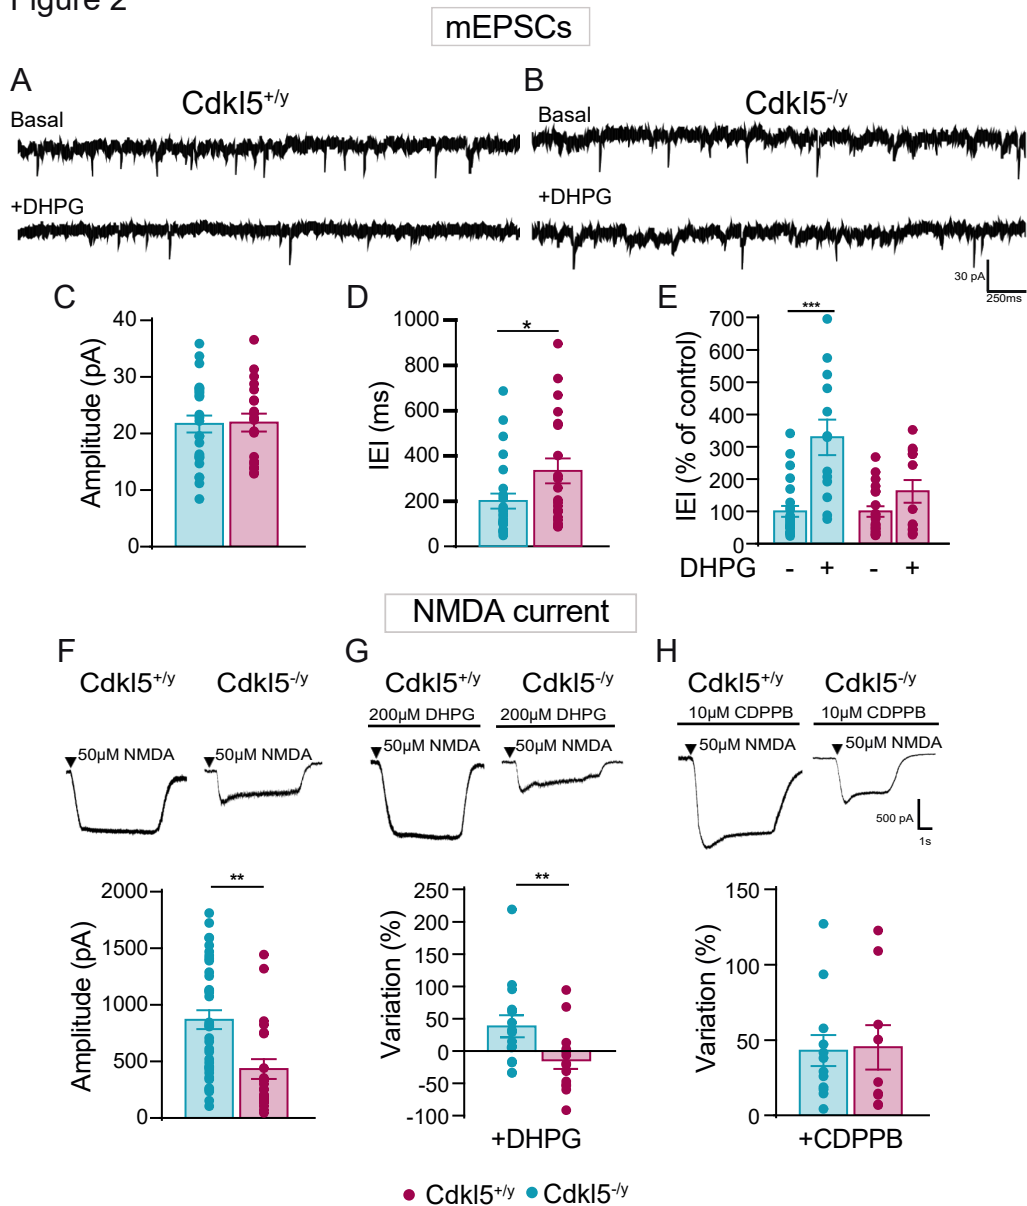 Figure 2
mEPSCs
A
B
Cdkl5+/y
Cdkl5-/y
Basal
Basal
+DHPG
+DHPG
30 pA
250ms
C
D
E
Amplitude (pA)
40
30
20
10
0
IEI (ms)
1000
800
600
400
200
0
*
IEI (% of control)
700
600
500
400
300
200
100
0
***
DHPG - + - +
NMDA current
F
G
H
Cdkl5+/y
Cdkl5-/y
50µM NMDA
50µM NMDA
Cdkl5+/y
Cdkl5-/y
200µM DHPG
200µM DHPG
50µM NMDA
50µM NMDA
Cdkl5+/y
Cdkl5-/y
10µM CDPPB
10µM CDPPB
50µM NMDA
50µM NMDA
500 pA
1s
Amplitude (pA)
2000
1500
1000
500
0
**
Variation (%)
250
200
150
100
50
0
-50
-100
**
+DHPG
Variation (%)
150
100
50
0
+CDPPB
Cdkl5+/y Cdkl5-/y